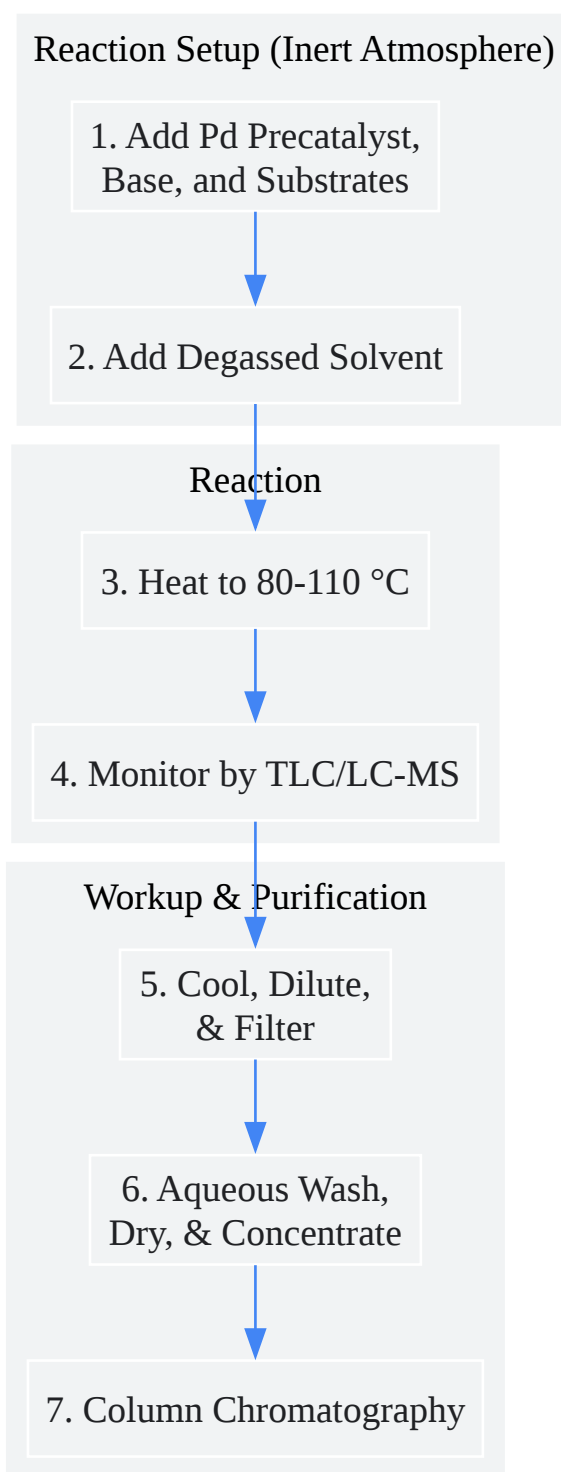 Reaction Setup (Inert Atmosphere)
1. Add Pd Precatalyst,
Base, and Substrates
2. Add Degassed Solvent
Reaction
3. Heat to 80-110 °C
4. Monitor by TLC/LC-MS
Workup & Purification
5. Cool, Dilute,
& Filter
6. Aqueous Wash,
Dry, & Concentrate
7. Column Chromatography